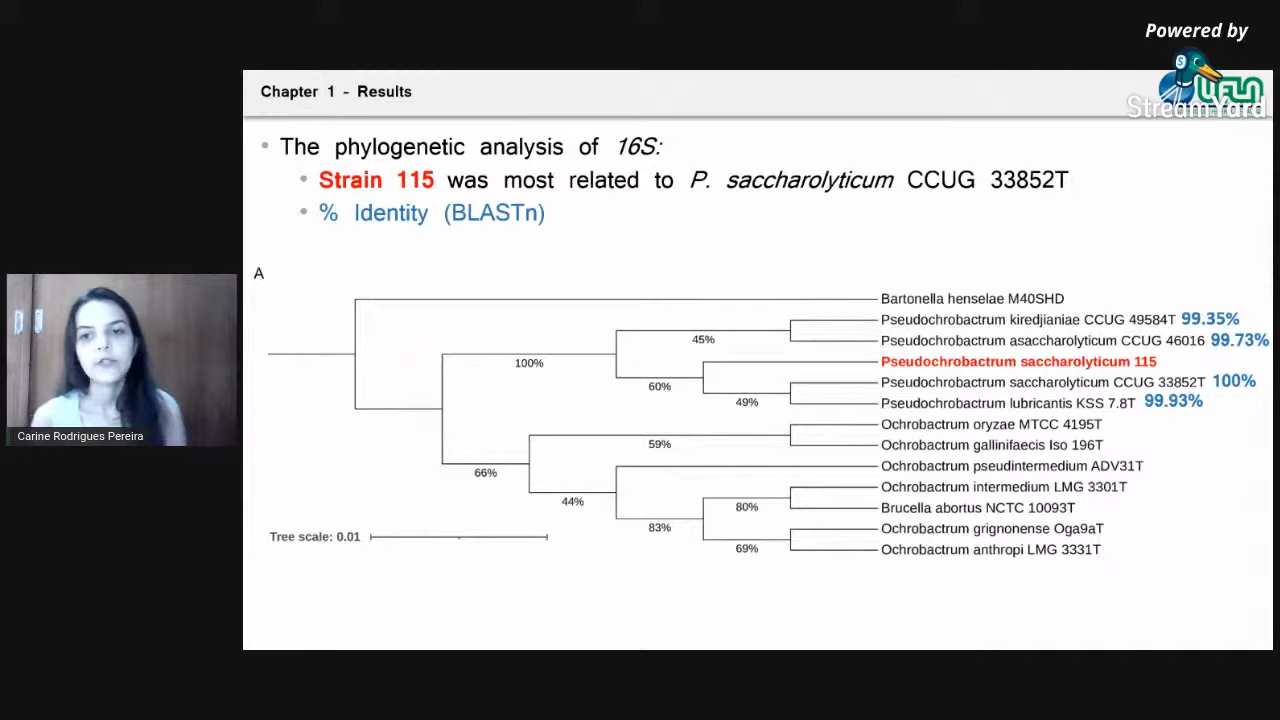 Powered by
StreamYard
Chapter 1 - Results
• The phylogenetic analysis of 16S:
• Strain 115 was most related to P. saccharolyticum CCUG 33852T
• % Identity (BLASTn)
A
Bartonella henselae M40SHD
Pseudochrobactrum kiredjianiae CCUG 49584T 99.35%
45%
Pseudochrobactrum asaccharolyticum CCUG 46016 99.73%
100%
Pseudochrobactrum saccharolyticum 115
60%
Pseudochrobactrum saccharolyticum CCUG 33852T 100%
49%
Pseudochrobactrum lubricantis KSS 7.8T 99.93%
Ochrobactrum oryzae MTCC 4195T
59%
Ochrobactrum gallinifaecis Iso 196T
66%
Ochrobactrum pseudintermedium ADV31T
44%
Ochrobactrum intermedium LMG 3301T
80%
Brucella abortus NCTC 10093T
83%
Ochrobactrum grignonense Oga9aT
69%
Ochrobactrum anthropi LMG 3331T
Tree scale: 0.01
Carine Rodrigues Pereira